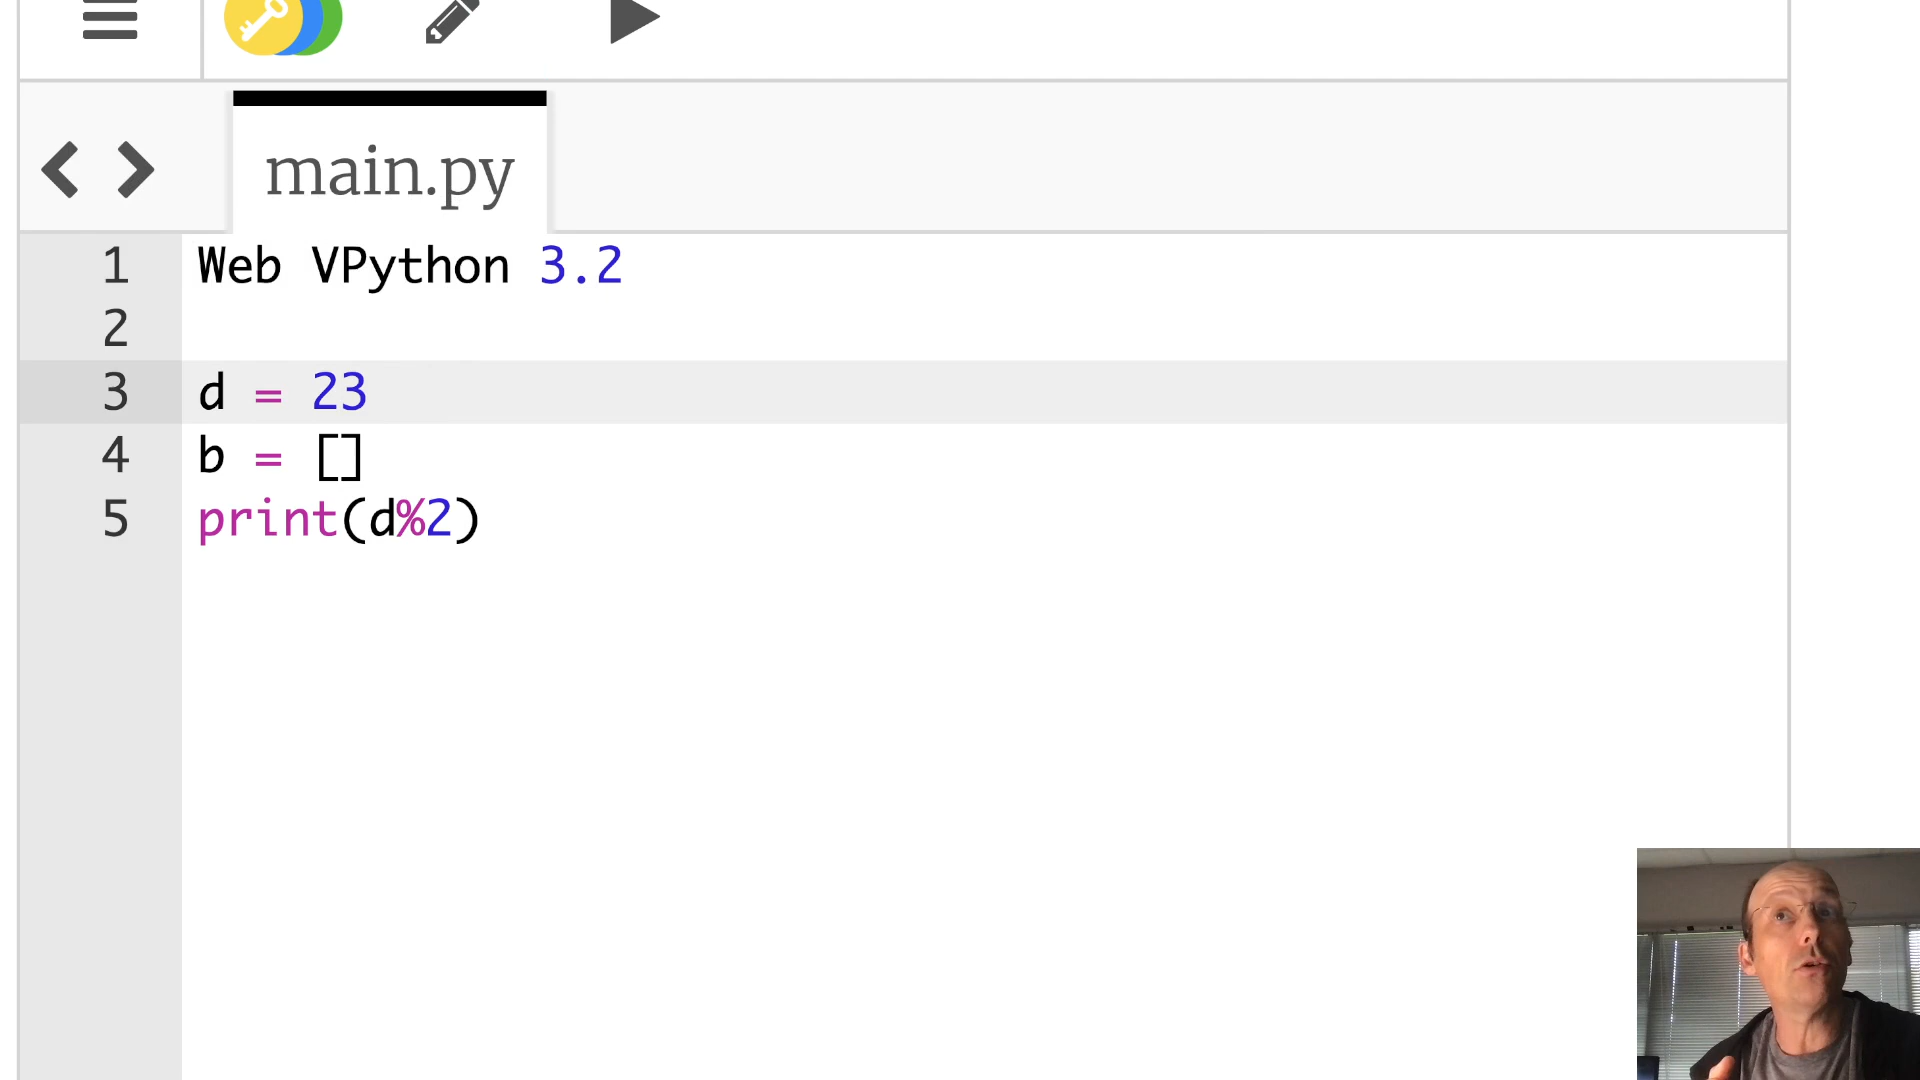 main.py
1 Web VPython 3.2
2
3 d = 23
4 b = []
5 print(d%2)